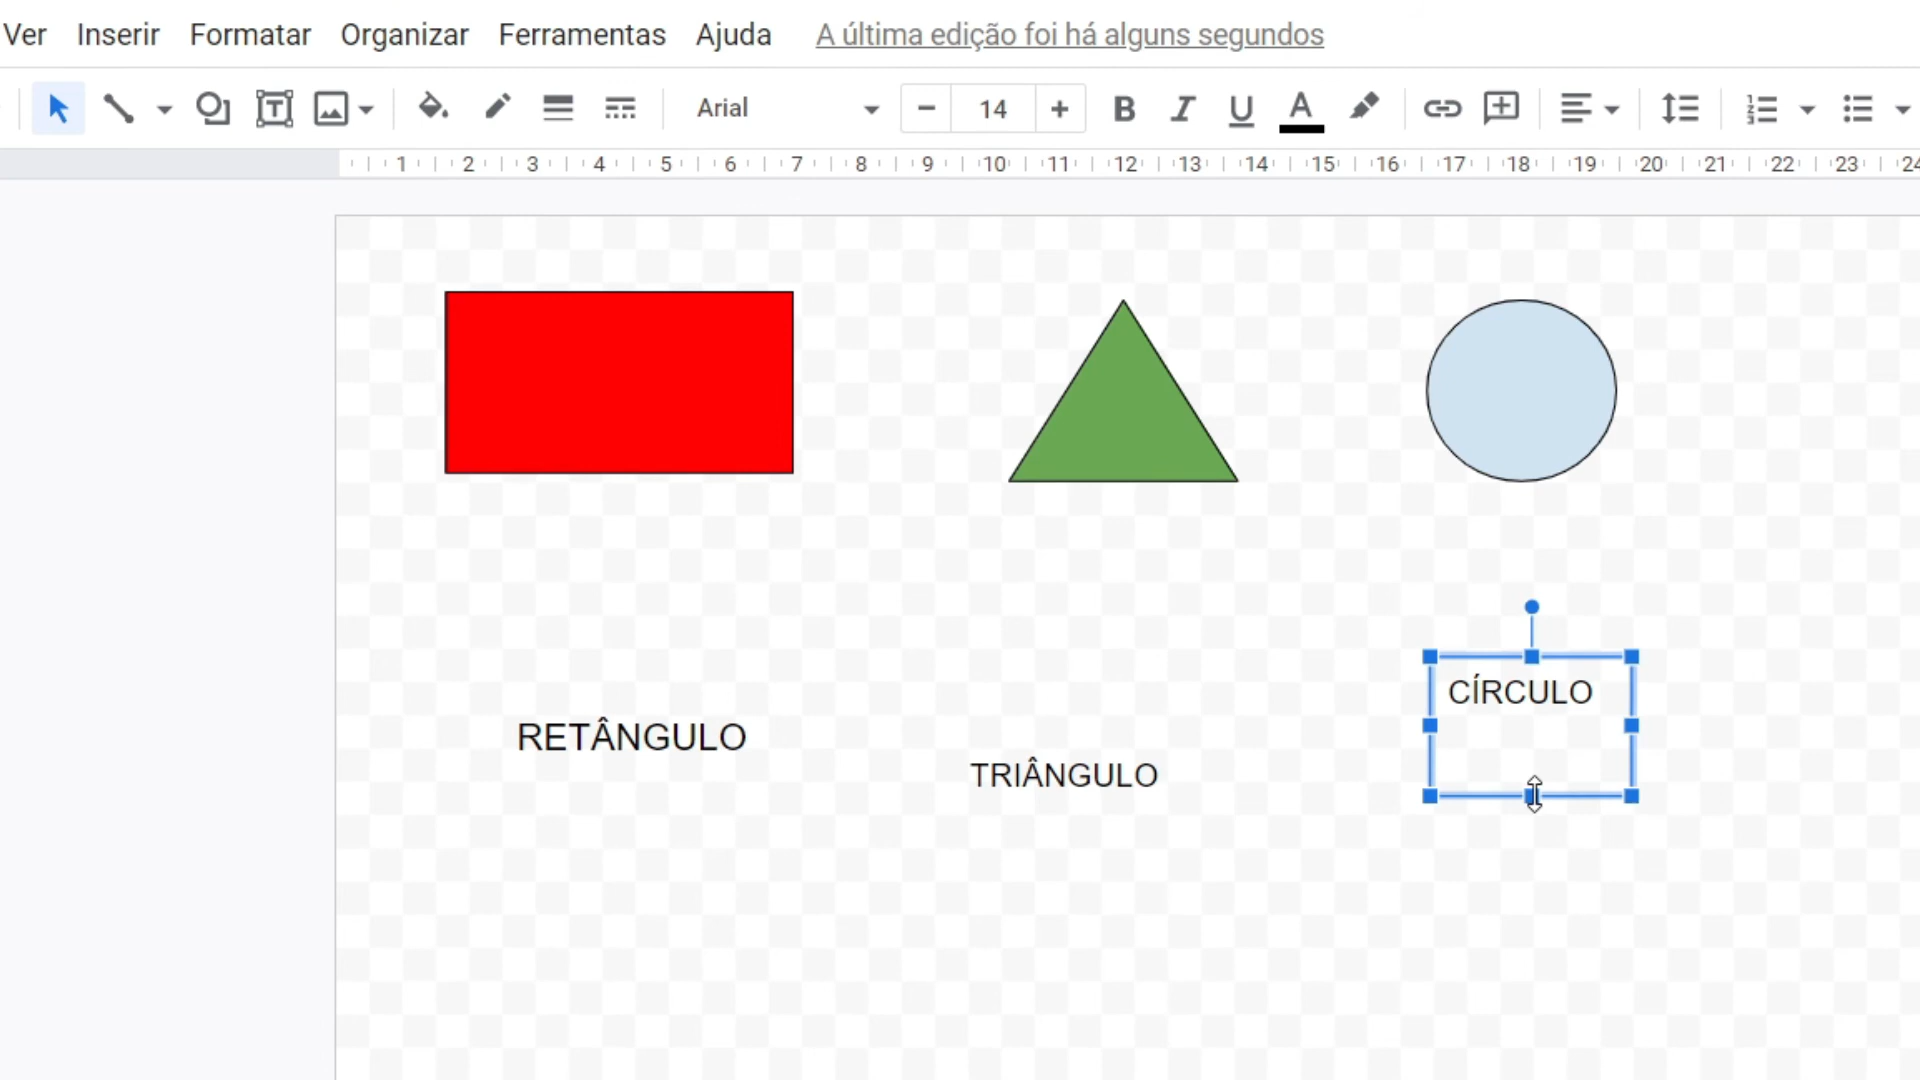 Ver Inserir Formatar Organizar Ferramentas Ajuda A última edição foi há alguns segundos
Arial 14
1 2 3 4 5 6 7 8 9 10 11 12 13 14 15 16 17 18 19 20 21 22 23 24
CÍRCULO
RETÂNGULO
TRIÂNGULO